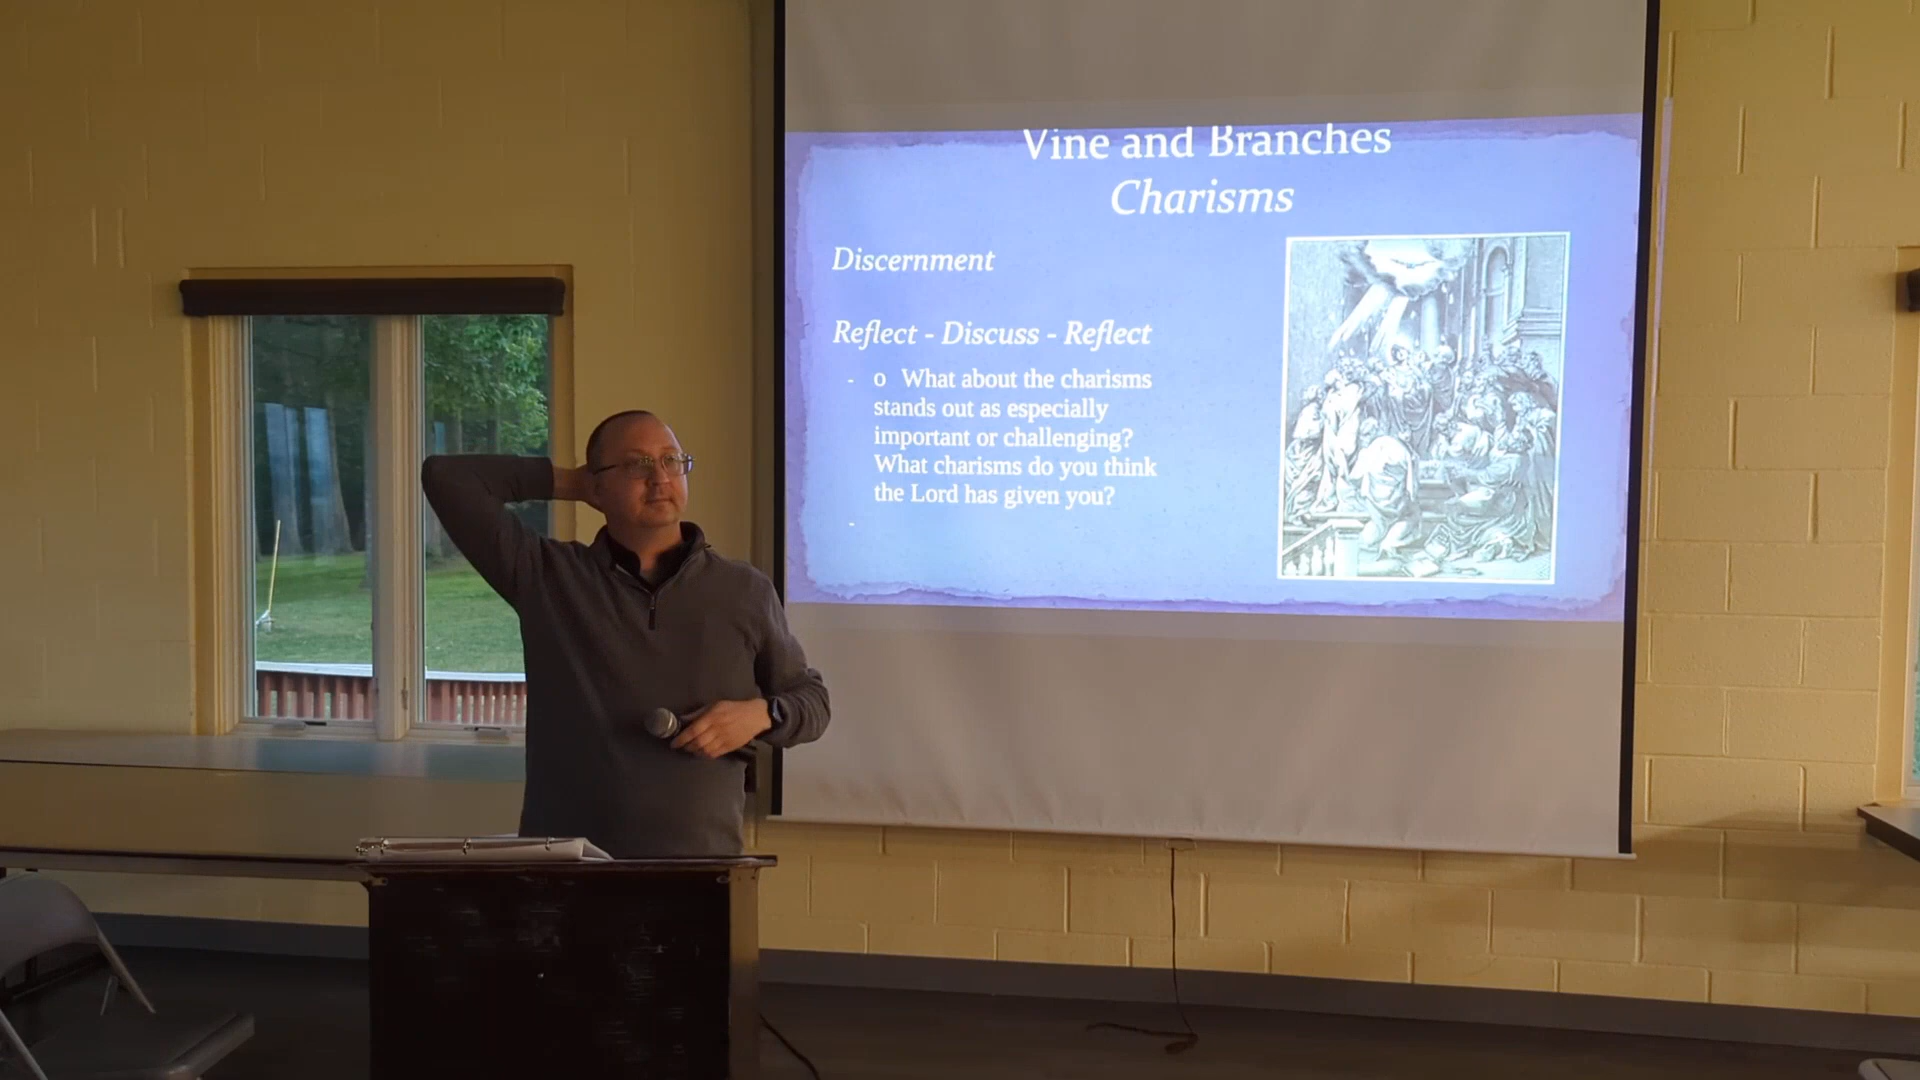 Vine and Branches
Charisms
Discernment
Reflect - Discuss - Reflect
- o What about the charisms
stands out as especially
important or challenging?
What charisms do you think
the Lord has given you?
-